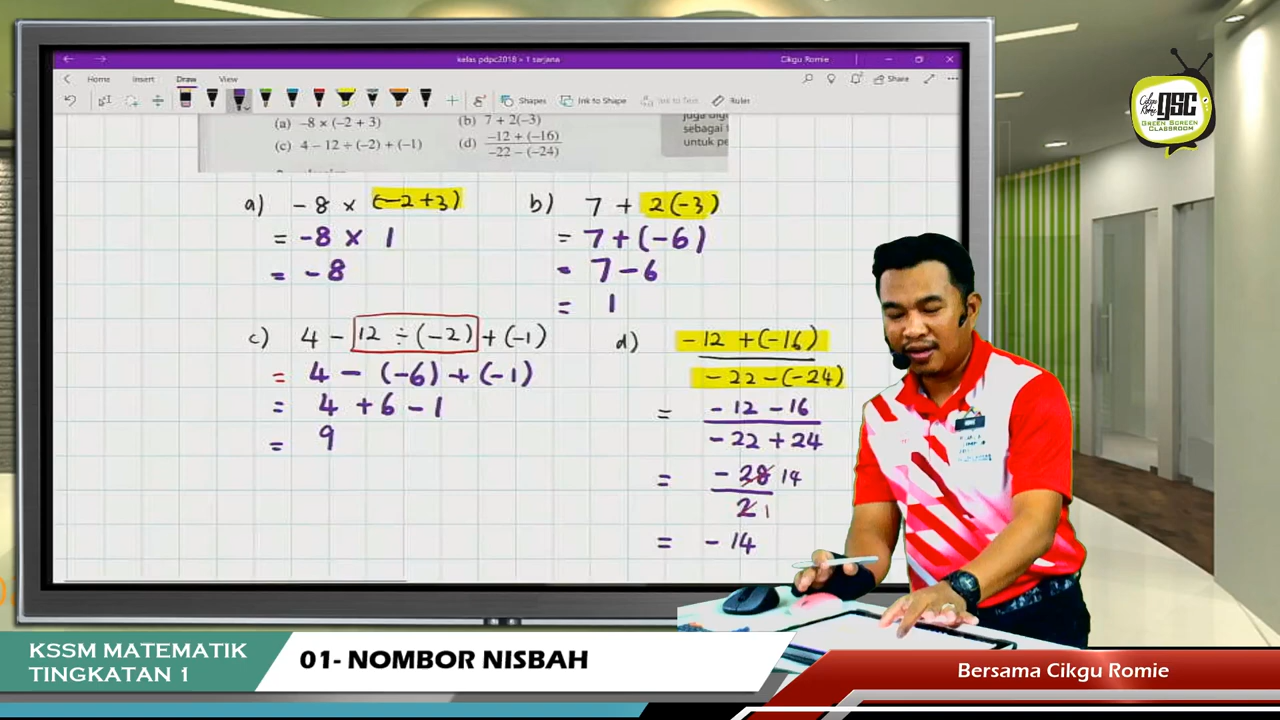 kelas pdpc2018 » 1 sarjana
Cikgu Romie
Home Insert Draw View
Share
Shapes Ink to Shape Ink to Text Ruler
(a) −8 × (−2 + 3) (b) 7 + 2(−3)
(c) 4 − 12 ÷ (−2) + (−1) (d) −12 + (−16)
−22 − (−24)
sebagai
untuk
a) −8 × (−2+3)
= −8 × 1
= −8
b) 7 + 2(−3)
= 7 + (−6)
= 7 − 6
= 1
c) 4 − 12 ÷ (−2) + (−1)
= 4 − (−6) + (−1)
= 4 + 6 − 1
= 9
d) −12 + (−16)
−22 − (−24)
= −12 − 16
−22 + 24
= −28 14
2 1
= −14
Cikgu Romie GSC
GREEN SCREEN
CLASSROOM
KSSM MATEMATIK
TINGKATAN 1
01- NOMBOR NISBAH
Bersama Cikgu Romie